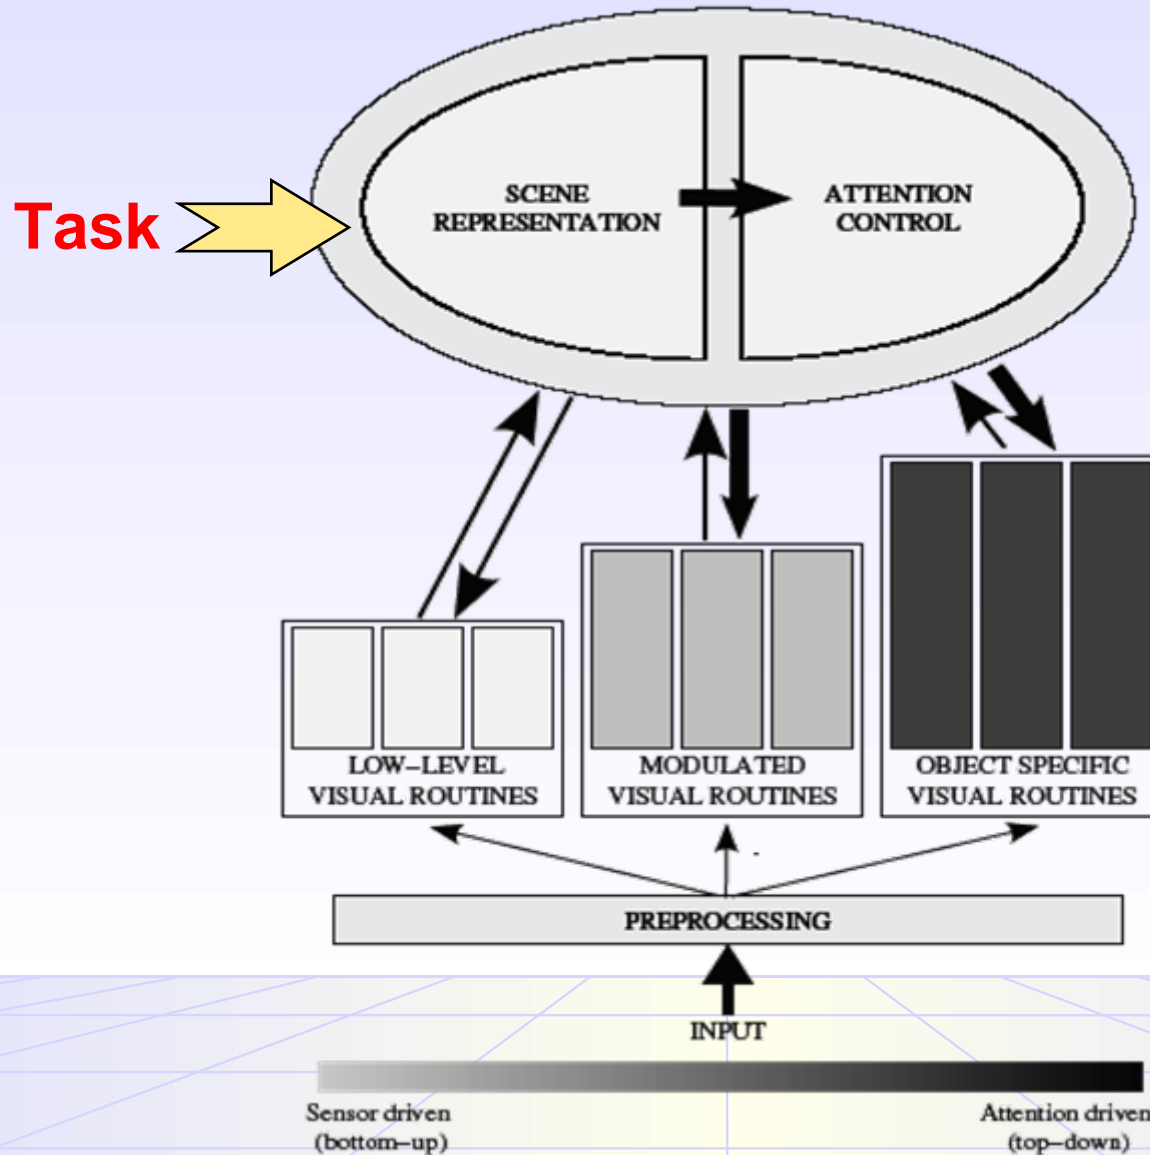 SCENE
REPRESENTATION
ATTENTION
CONTROL
Task
LOW–LEVEL
VISUAL ROUTINES
MODULATED
VISUAL ROUTINES
OBJECT SPECIFIC
VISUAL ROUTINES
PREPROCESSING
INPUT
Sensor driven
(bottom–up)
Attention driven
(top–down)